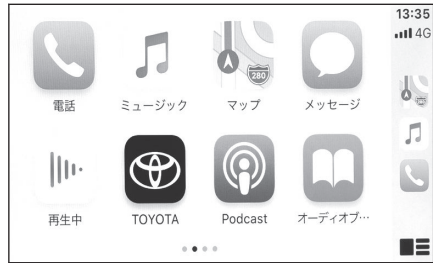 13:35
4G
280
電話
ミュージック
マップ
メッセージ
再生中
TOYOTA
Podcast
オーディオブ…